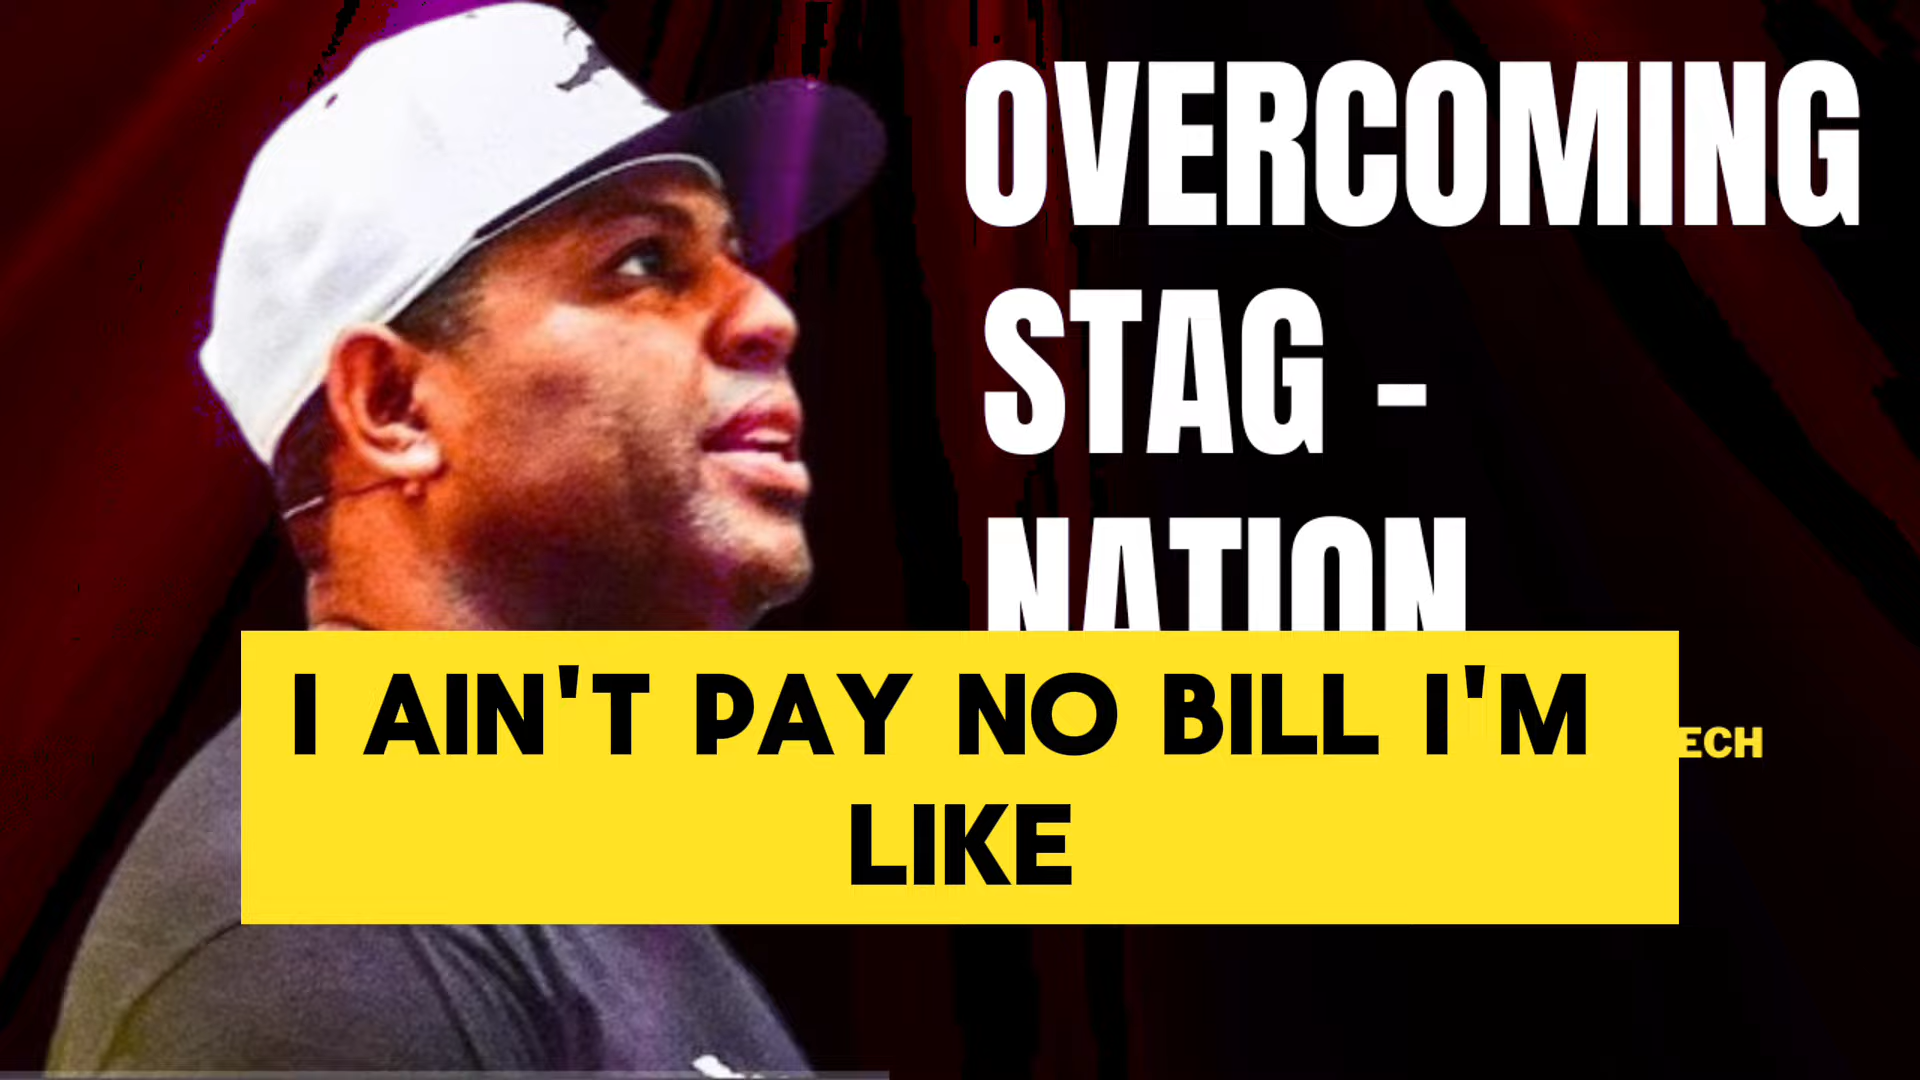 OVERCOMING
STAG -
NATION
I AIN'T PAY NO BILL I'M
LIKE